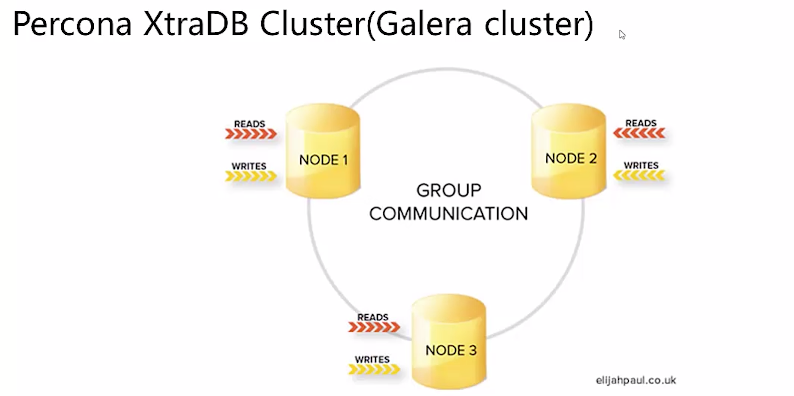 Percona XtraDB Cluster(Galera cluster)
READS
WRITES
NODE 1
NODE 2
READS
WRITES
GROUP
COMMUNICATION
READS
WRITES
NODE 3
elijahpaul.co.uk